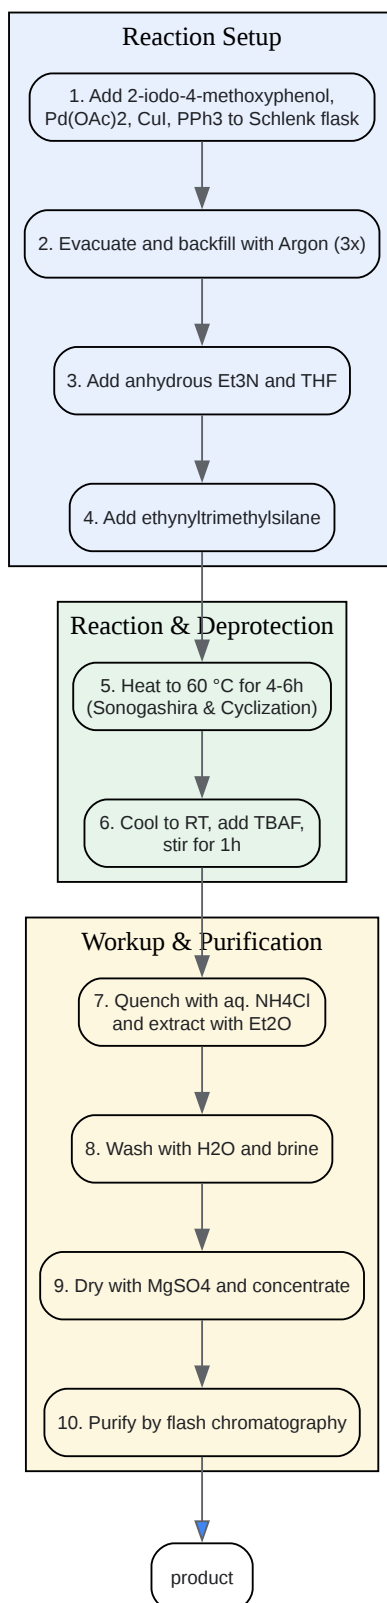 Reaction Setup
1. Add 2-iodo-4-methoxyphenol,
Pd(OAc)2, CuI, PPh3 to Schlenk flask
2. Evacuate and backfill with Argon (3x)
3. Add anhydrous Et3N and THF
4. Add ethynyltrimethylsilane
Reaction & Deprotection
5. Heat to 60 °C for 4-6h
(Sonogashira & Cyclization)
6. Cool to RT, add TBAF,
stir for 1h
Workup & Purification
7. Quench with aq. NH4Cl
and extract with Et2O
8. Wash with H2O and brine
9. Dry with MgSO4 and concentrate
10. Purify by flash chromatography
product